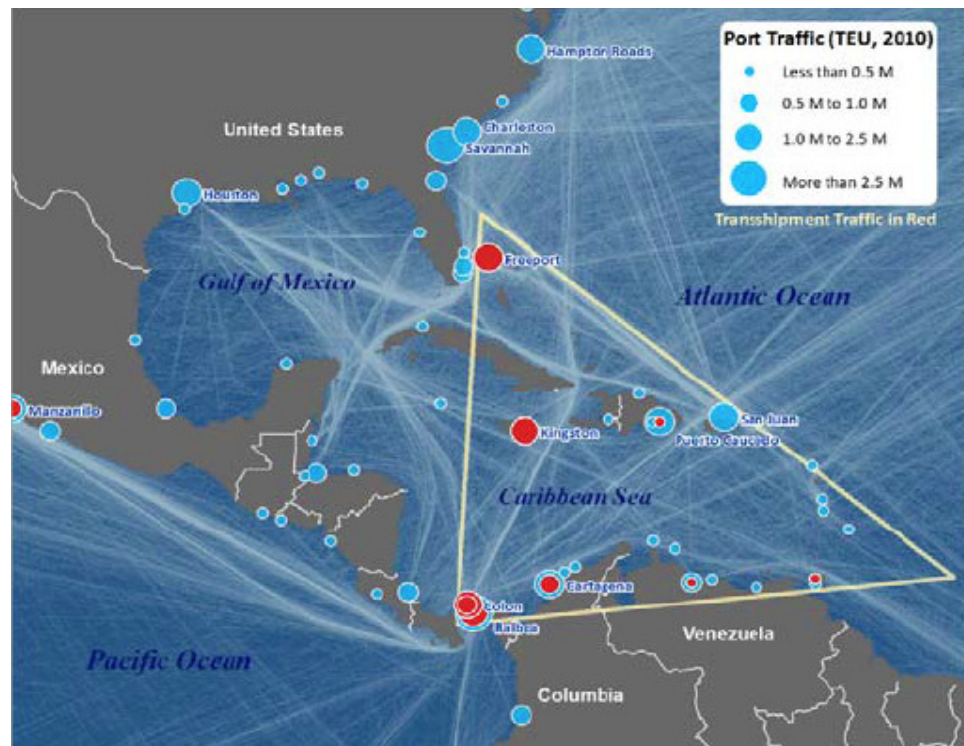 Port Traffic (TEU, 2010)
Less than 0.5 M
0.5 M to 1.0 M
1.0 M to 2.5 M
More than 2.5 M
Transshipment Traffic in Red
Hampton Roads
United States
Charleston
Savannah
Houston
Freeport
Gulf of Mexico
Atlantic Ocean
Mexico
Manzanillo
San Juan
Kingston
Puerto Caucedo
Caribbean Sea
Cartagena
Colon
Balboa
Venezuela
Pacific Ocean
Columbia